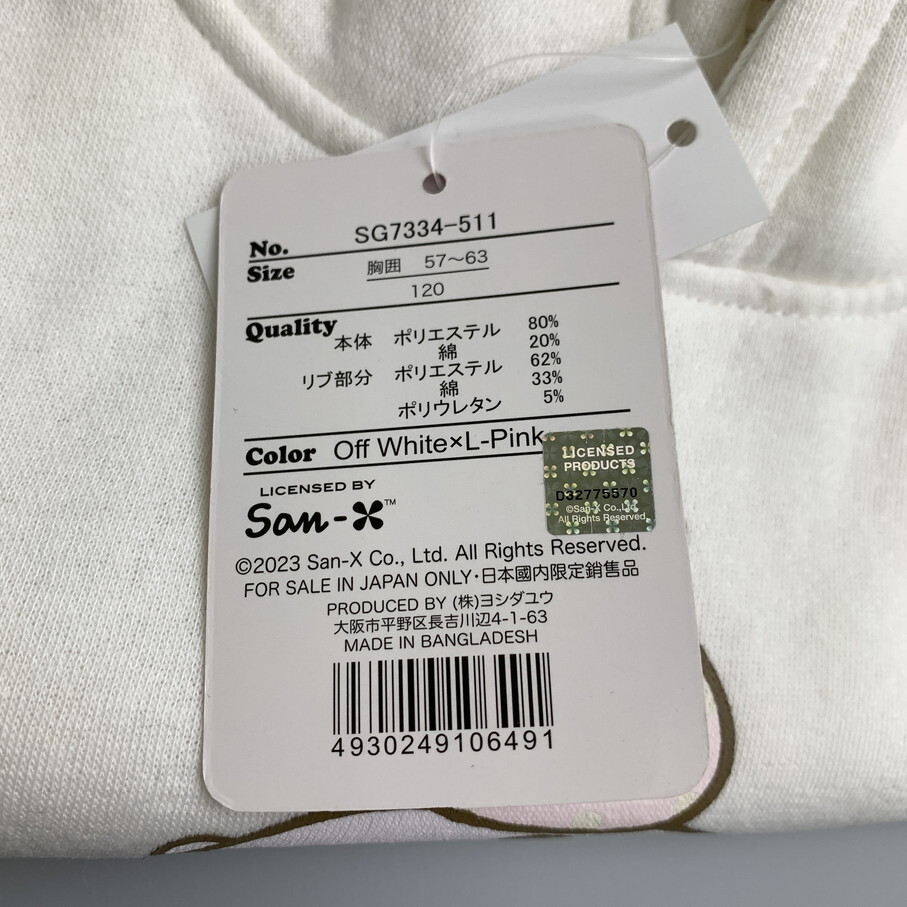 No. SG7334-511
Size 胸囲 57～63
120
Quality 本体 ポリエステル 80%
綿 20%
リブ部分 ポリエステル 62%
綿 33%
ポリウレタン 5%
Color Off White×L-Pink
LICENSED BY
San-X™
LICENSED
PRODUCTS
D32775570
©San-X Co.,Ltd.
All Rights Reserved.
©2023 San-X Co., Ltd. All Rights Reserved.
FOR SALE IN JAPAN ONLY･日本國内限定銷售品
PRODUCED BY (株)ヨシダユウ
大阪市平野区長吉川辺4-1-63
MADE IN BANGLADESH
4930249106491